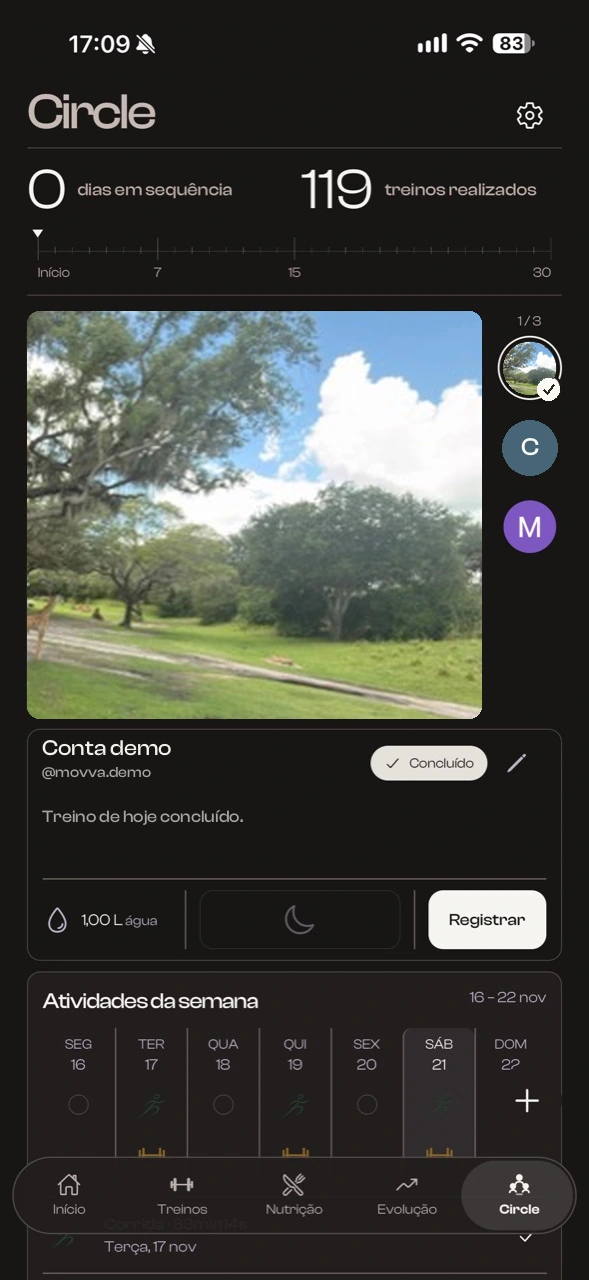 17:09
83
Circle
0 dias em sequência
119 treinos realizados
Início 7 15 30
1/3
C
M
Conta demo
@movva.demo
Concluído
Treino de hoje concluído.
1,00 L água
Registrar
Atividades da semana
16 – 22 nov
SEG TER QUA QUI SEX SÁB DOM
16 17 18 19 20 21 22
Início Treinos Nutrição Evolução Circle
Corrida · 33min14s
Terça, 17 nov